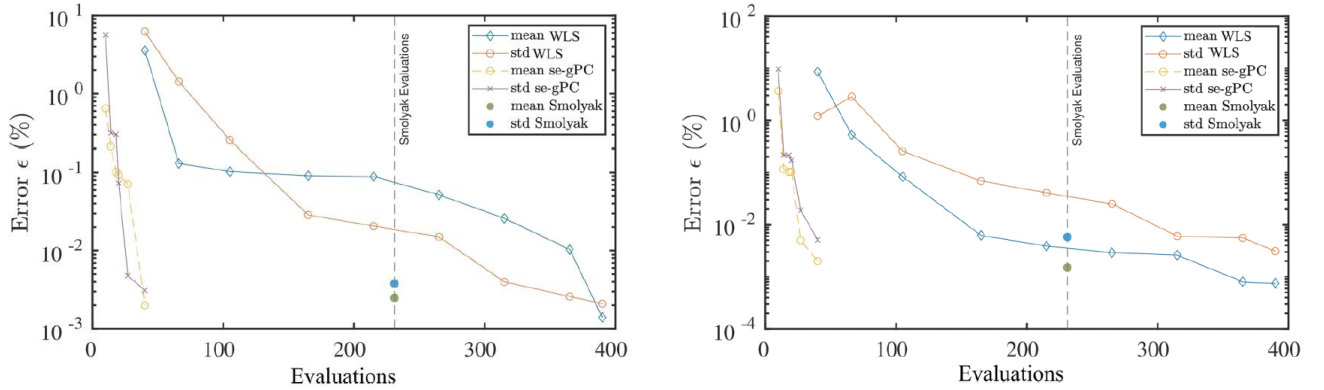 10^1
10^0
10^-1
10^-2
10^-3
Error ϵ (%)
0
100
200
300
400
Evaluations
Smolyak Evaluations
mean WLS
std WLS
mean se-gPC
std se-gPC
mean Smolyak
std Smolyak
10^2
10^0
10^-2
10^-4
Error ϵ (%)
0
100
200
300
400
Evaluations
Smolyak Evaluations
mean WLS
std WLS
mean se-gPC
std se-gPC
mean Smolyak
std Smolyak